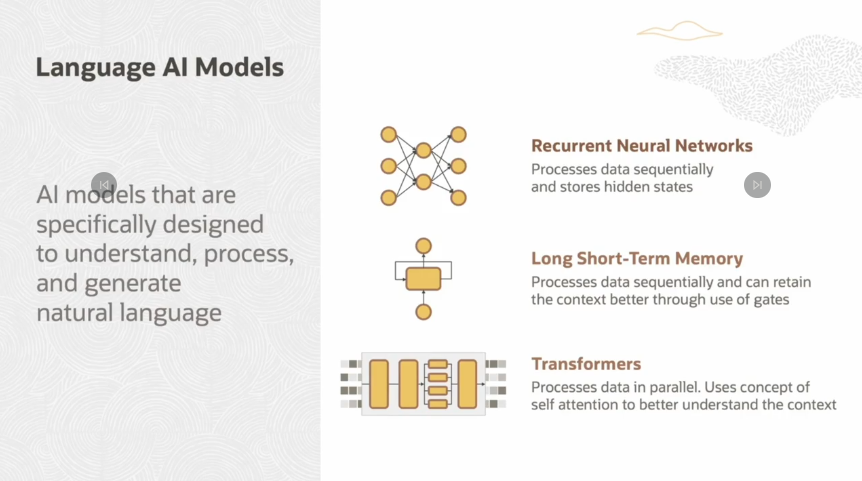 Language AI Models
AI models that are
specifically designed
to understand, process,
and generate
natural language
Recurrent Neural Networks
Processes data sequentially
and stores hidden states
Long Short-Term Memory
Processes data sequentially and can retain
the context better through use of gates
Transformers
Processes data in parallel. Uses concept of
self attention to better understand the context